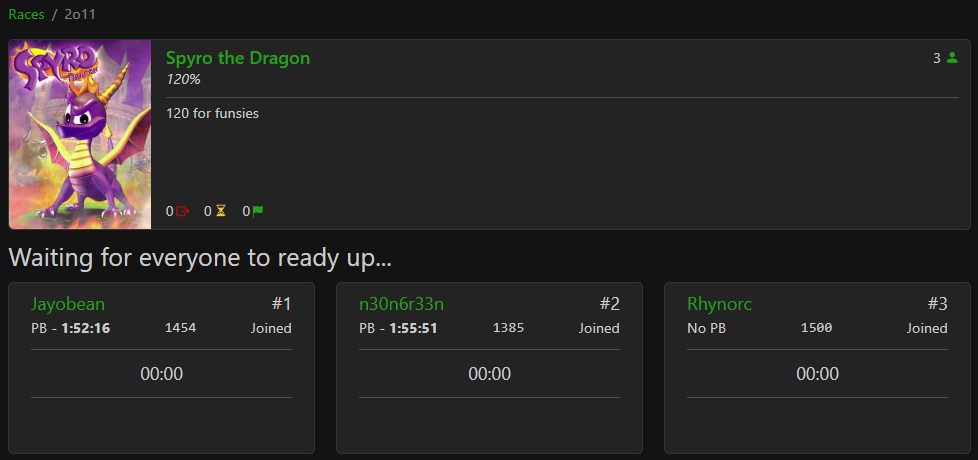 Races / 2o11
SPYRO
Spyro the Dragon
3
120%
120 for funsies
0 0 0
Waiting for everyone to ready up...
Jayobean #1
PB - 1:52:16 1454 Joined
00:00
n30n6r33n #2
PB - 1:55:51 1385 Joined
00:00
Rhynorc #3
No PB 1500 Joined
00:00